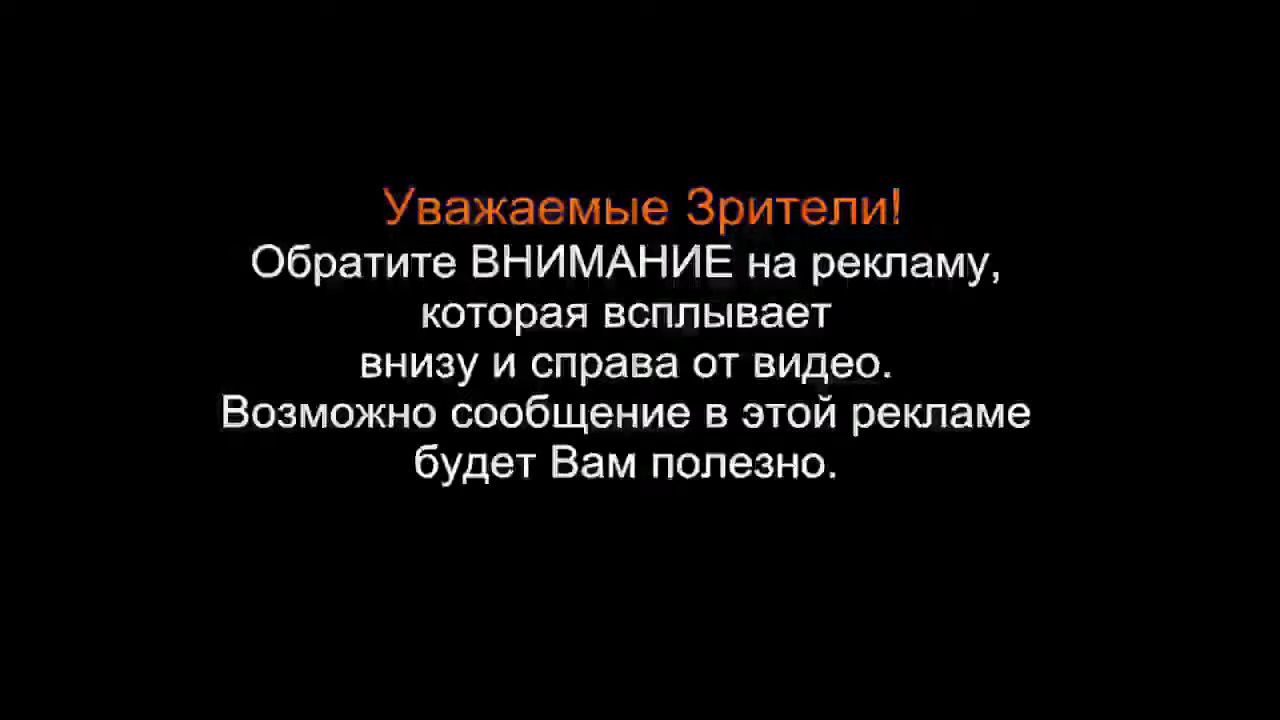 Уважаемые Зрители!
Обратите ВНИМАНИЕ на рекламу,
которая всплывает
внизу и справа от видео.
Возможно сообщение в этой рекламе
будет Вам полезно.